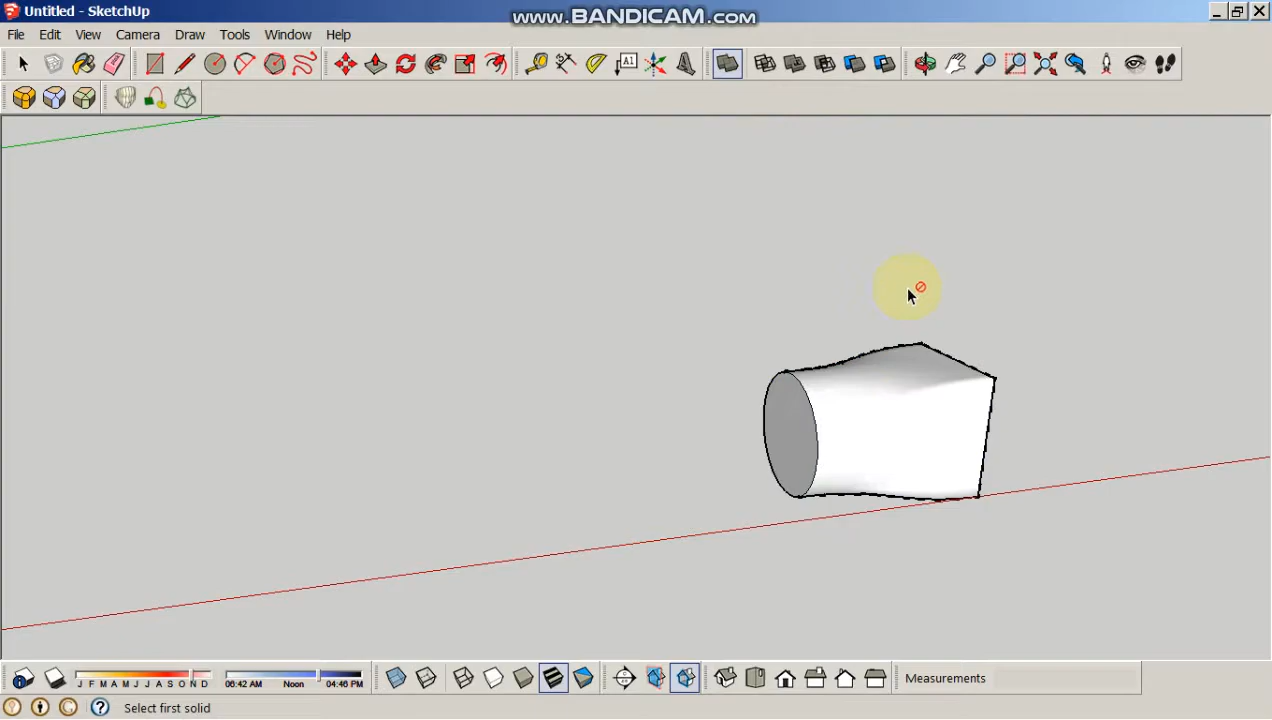 Untitled - SketchUp
www.BANDICAM.com
File Edit View Camera Draw Tools Window Help
A1
J F M A M J J A S O N D
06:42 AM Noon 04:46 PM
Measurements
Select first solid